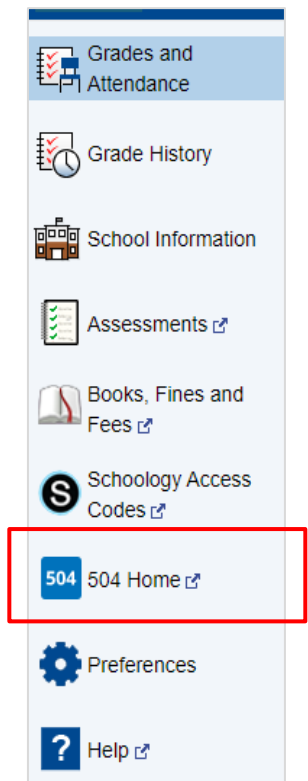 Grades and
Attendance
Grade History
School Information
Assessments
Books, Fines and
Fees
S
Schoology Access
Codes
504
504 Home
Preferences
?
Help